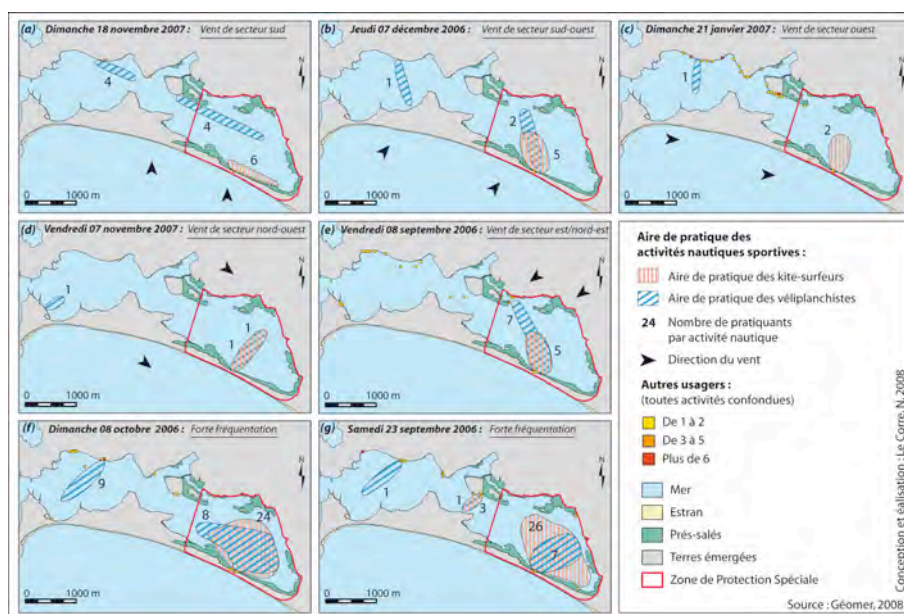 (a) Dimanche 18 novembre 2007 : Vent de secteur sud
N
4
4
6
0 1000 m
(b) Jeudi 07 décembre 2006 : Vent de secteur sud-ouest
N
1
2
5
0 1000 m
(c) Dimanche 21 janvier 2007 : Vent de secteur ouest
N
1
2
0 1000 m
(d) Vendredi 07 novembre 2007 : Vent de secteur nord-ouest
N
1
1
0 1000 m
(e) Vendredi 08 septembre 2006 : Vent de secteur est/nord-est
N
7
5
0 1000 m
Aire de pratique des
activités nautiques sportives :
Aire de pratique des kite-surfeurs
Aire de pratique des véliplanchistes
24 Nombre de pratiquants
par activité nautique
Direction du vent
Autres usagers :
(toutes activités confondues)
De 1 à 2
De 3 à 5
Plus de 6
Mer
Estran
Prés-salés
Terres émergées
Zone de Protection Spéciale
Source : Géomer, 2008
Conception et éalisation : Le Corre. N, 2008
(f) Dimanche 08 octobre 2006 : Forte fréquentation
N
9
8
24
0 1000 m
(g) Samedi 23 septembre 2006 : Forte fréquentation
N
1
1
3
26
7
0 1000 m